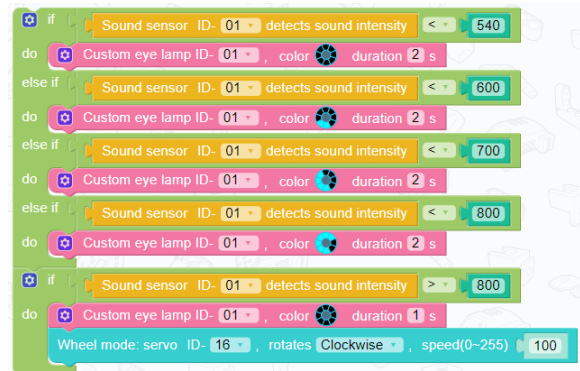 if Sound sensor ID- 01 detects sound intensity < 540
do Custom eye lamp ID- 01 , color duration 2 s
else if Sound sensor ID- 01 detects sound intensity < 600
do Custom eye lamp ID- 01 , color duration 2 s
else if Sound sensor ID- 01 detects sound intensity < 700
do Custom eye lamp ID- 01 , color duration 2 s
else if Sound sensor ID- 01 detects sound intensity < 800
do Custom eye lamp ID- 01 , color duration 2 s
if Sound sensor ID- 01 detects sound intensity > 800
do Custom eye lamp ID- 01 , color duration 1 s
Wheel mode: servo ID- 16 , rotates Clockwise , speed(0~255) 100